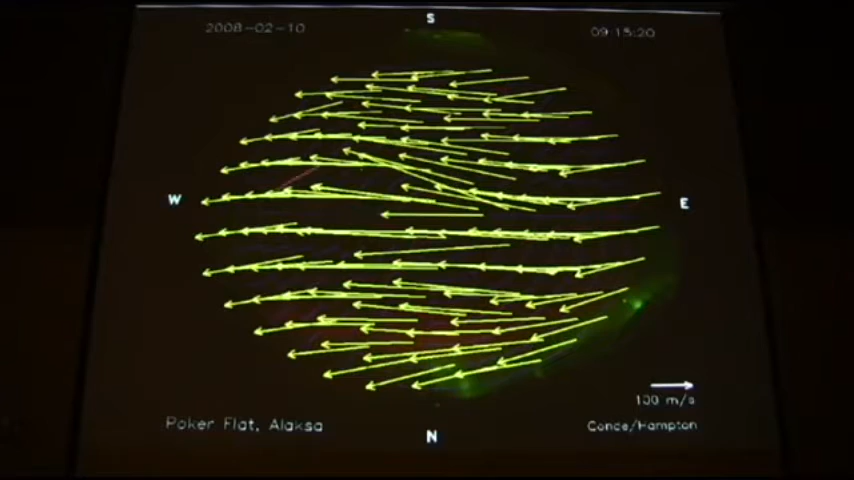 S
2008-02-10
09:15:20
W
E
100 m/s
Poker Flat, Alaksa
Conde/Hampton
N